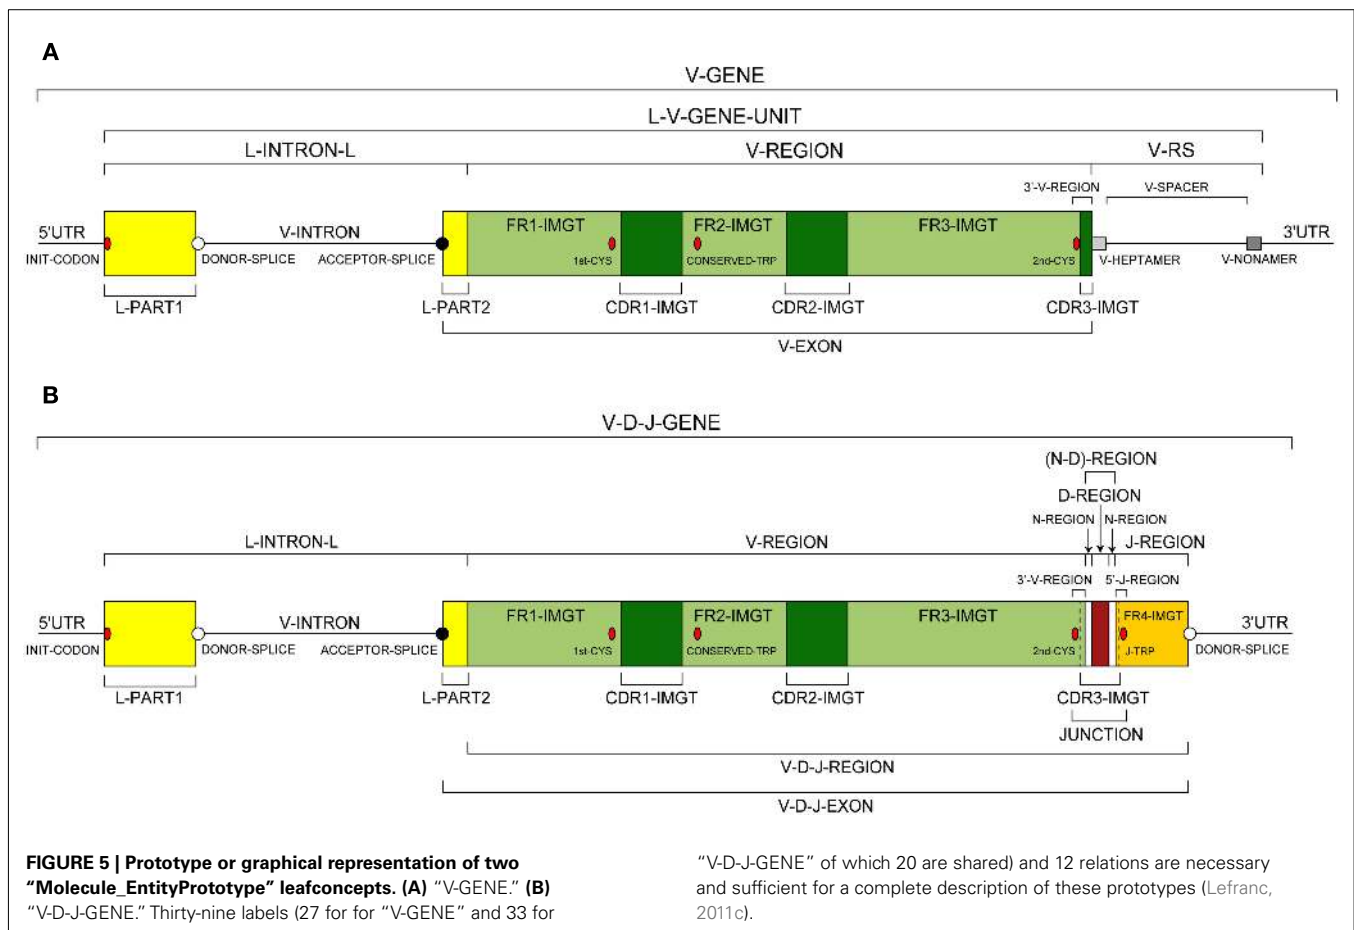 A
V-GENE
L-V-GENE-UNIT
L-INTRON-L V-REGION V-RS
3'-V-REGION V-SPACER
5'UTR V-INTRON FR1-IMGT FR2-IMGT FR3-IMGT 3'UTR
INIT-CODON DONOR-SPLICE ACCEPTOR-SPLICE 1st-CYS CONSERVED-TRP 2nd-CYS V-HEPTAMER V-NONAMER
L-PART1 L-PART2 CDR1-IMGT CDR2-IMGT CDR3-IMGT
V-EXON
B
V-D-J-GENE
(N-D)-REGION
D-REGION
N-REGION N-REGION
L-INTRON-L V-REGION J-REGION
3'-V-REGION 5'-J-REGION
5'UTR V-INTRON FR1-IMGT FR2-IMGT FR3-IMGT FR4-IMGT 3'UTR
INIT-CODON DONOR-SPLICE ACCEPTOR-SPLICE 1st-CYS CONSERVED-TRP 2nd-CYS J-TRP DONOR-SPLICE
L-PART1 L-PART2 CDR1-IMGT CDR2-IMGT CDR3-IMGT
JUNCTION
V-D-J-REGION
V-D-J-EXON
FIGURE 5 | Prototype or graphical representation of two
“Molecule_EntityPrototype” leafconcepts. (A) “V-GENE.” (B)
“V-D-J-GENE.” Thirty-nine labels (27 for for “V-GENE” and 33 for
“V-D-J-GENE” of which 20 are shared) and 12 relations are necessary
and sufficient for a complete description of these prototypes (Lefranc,
2011c).